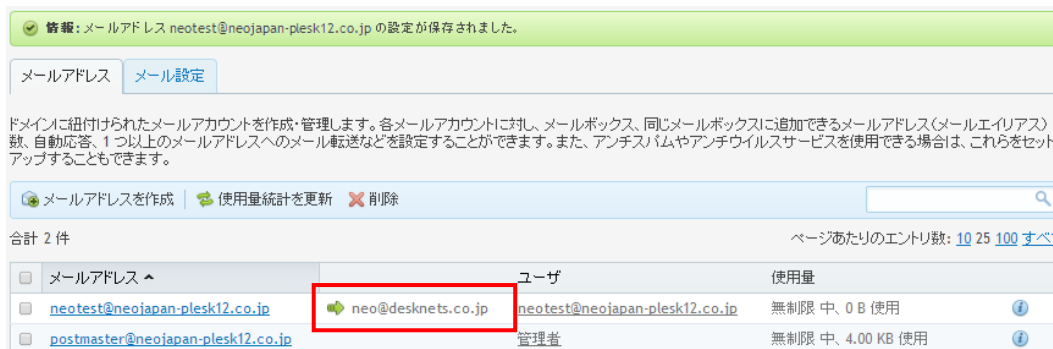 情報: メールアドレス neotest@neojapan-plesk12.co.jp の設定が保存されました。
メールアドレス メール設定
ドメインに紐付けられたメールアカウントを作成・管理します。各メールアカウントに対し、メールボックス、同じメールボックスに追加できるメールアドレス(メールエイリアス)
数、自動応答、1 つ以上のメールアドレスへのメール転送などを設定することができます。また、アンチスパムやアンチウイルスサービスを使用できる場合は、これらをセット
アップすることもできます。
メールアドレスを作成 使用量統計を更新 削除
合計 2 件 ページあたりのエントリ数: 10 25 100 すべ
メールアドレス ユーザ 使用量
neotest@neojapan-plesk12.co.jp neo@desknets.co.jp neotest@neojapan-plesk12.co.jp 無制限 中、0 B 使用
postmaster@neojapan-plesk12.co.jp 管理者 無制限 中、4.00 KB 使用